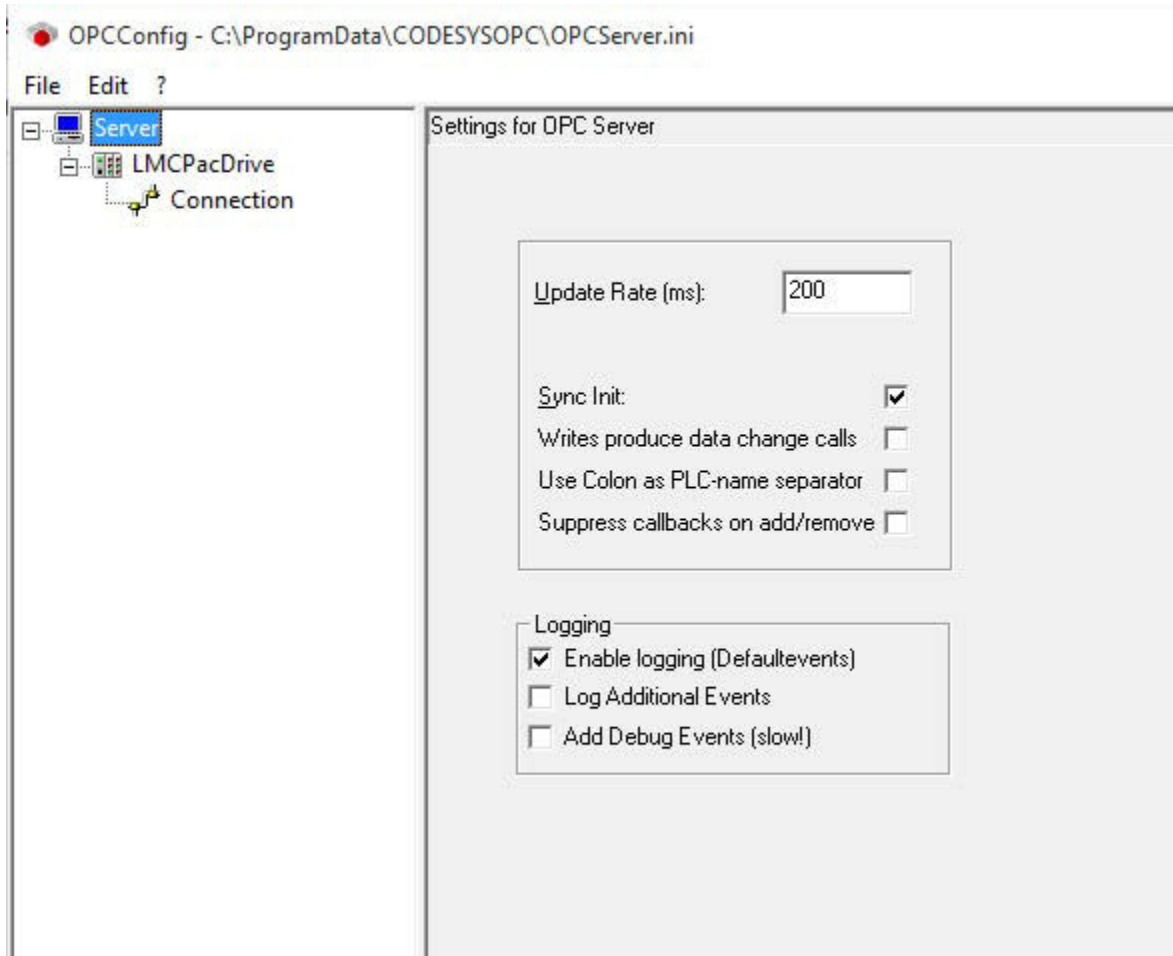 OPCConfig - C:\ProgramData\CODESYSOPC\OPCServer.ini
File Edit ?
Server
LMCPacDrive
Connection
Settings for OPC Server
Update Rate (ms): 200
Sync Init:
Writes produce data change calls
Use Colon as PLC-name separator
Suppress callbacks on add/remove
Logging
Enable logging (Defaultevents)
Log Additional Events
Add Debug Events (slow!)